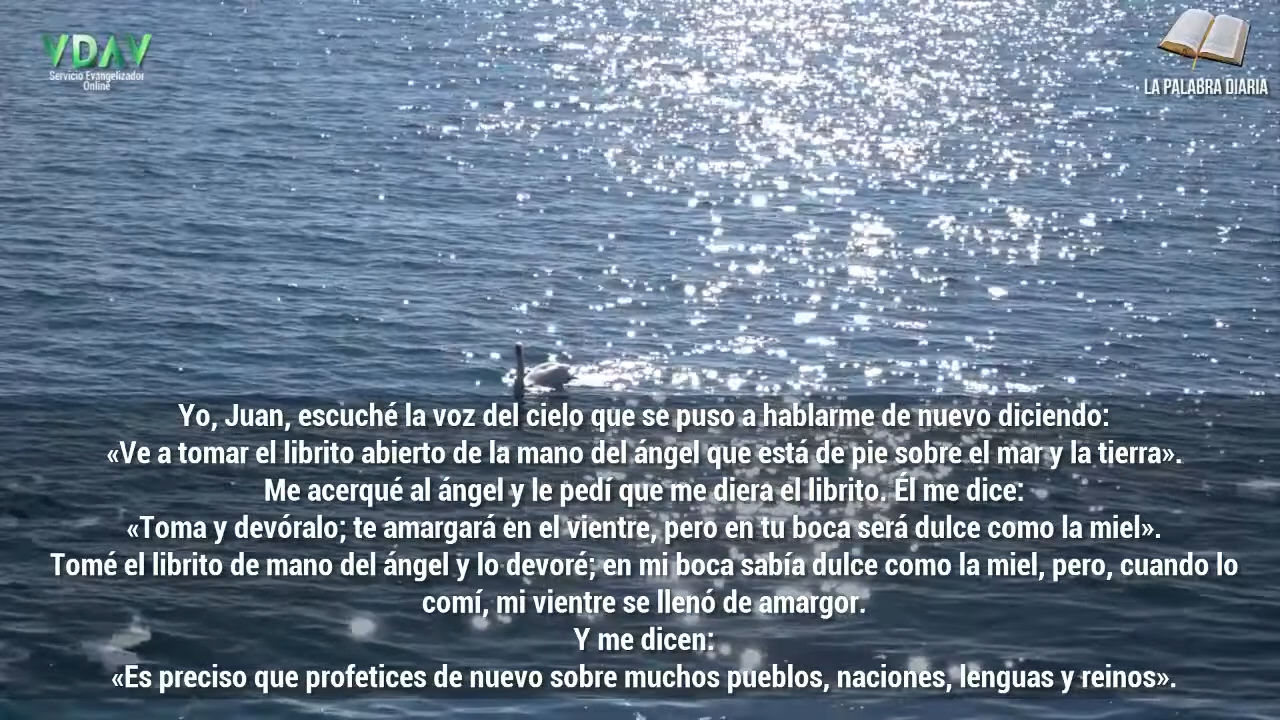 VDAV
Servicio Evangelizador
Online
LA PALABRA DIARIA
Yo, Juan, escuché la voz del cielo que se puso a hablarme de nuevo diciendo:
«Ve a tomar el librito abierto de la mano del ángel que está de pie sobre el mar y la tierra».
Me acerqué al ángel y le pedí que me diera el librito. Él me dice:
«Toma y devóralo; te amargará en el vientre, pero en tu boca será dulce como la miel».
Tomé el librito de mano del ángel y lo devoré; en mi boca sabía dulce como la miel, pero, cuando lo
comí, mi vientre se llenó de amargor.
Y me dicen:
«Es preciso que profetices de nuevo sobre muchos pueblos, naciones, lenguas y reinos».